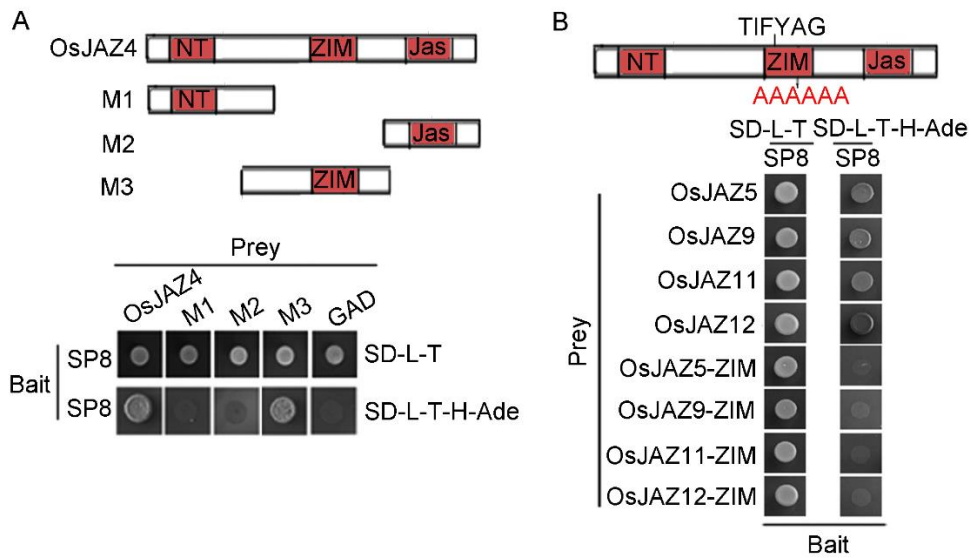 A
OsJAZ4 NT ZIM Jas
M1 NT
M2 Jas
M3 ZIM
Prey
OsJAZ4 M1 M2 M3 GAD
Bait
SP8 SD-L-T
SP8 SD-L-T-H-Ade
B
TIFYAG
NT ZIM Jas
AAAAAA
SD-L-T SD-L-T-H-Ade
SP8 SP8
Prey
OsJAZ5
OsJAZ9
OsJAZ11
OsJAZ12
OsJAZ5-ZIM
OsJAZ9-ZIM
OsJAZ11-ZIM
OsJAZ12-ZIM
Bait